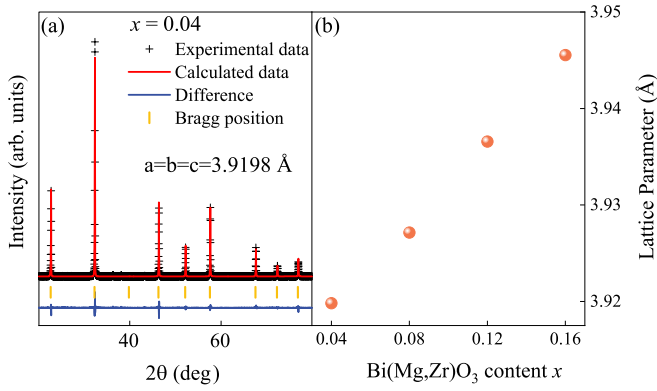 (a)
x = 0.04
Experimental data
Calculated data
Difference
Bragg position
a=b=c=3.9198 Å
Intensity (arb. units)
40
60
2θ (deg)
(b)
3.95
3.94
3.93
3.92
Lattice Parameter (Å)
0.04
0.08
0.12
0.16
Bi(Mg,Zr)O₃ content x